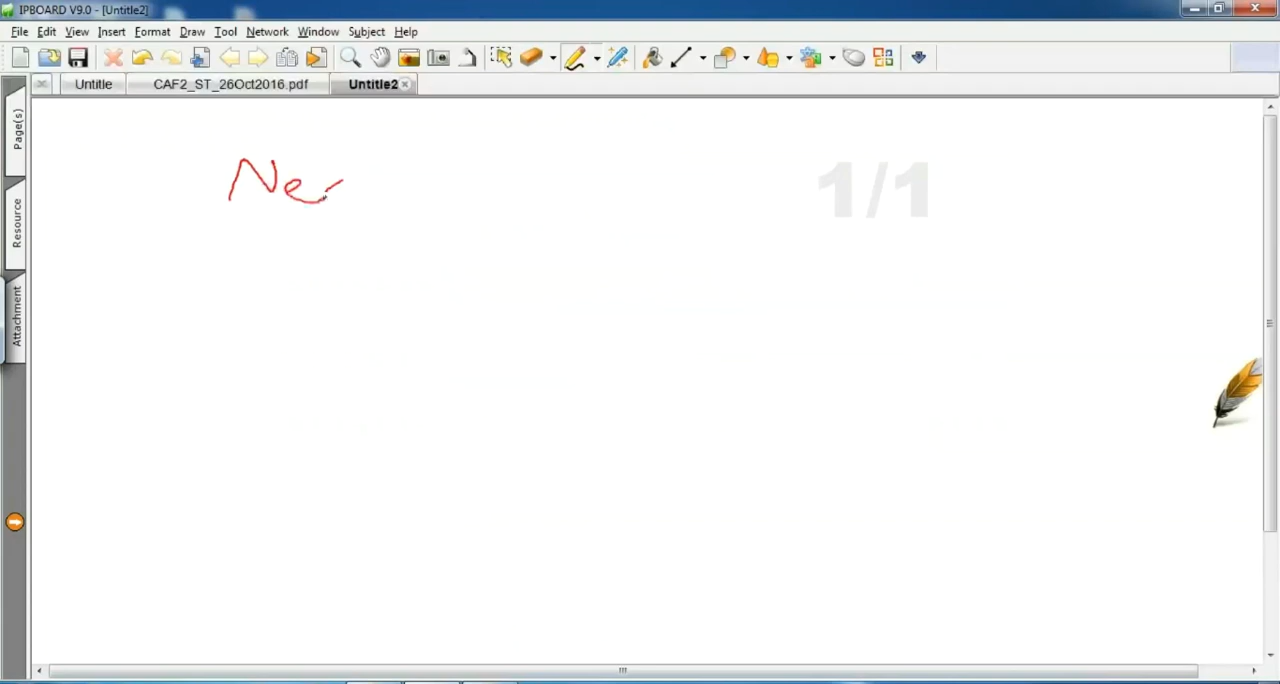 IPBOARD V9.0 - [Untitle2]
File Edit View Insert Format Draw Tool Network Window Subject Help
Untitle CAF2_ST_26Oct2016.pdf Untitle2
Page(s)
Resource
Attachment
Ne
1/1